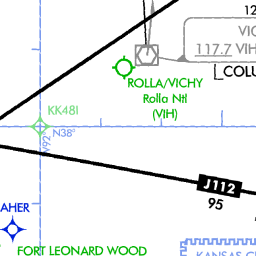 VIC
117.7 VIH
COLU
ROLLA/VICHY
Rolla Ntl
(VIH)
KK48I
N38°
W92°
J112
95
AHER
FORT LEONARD WOOD
KANSAS C